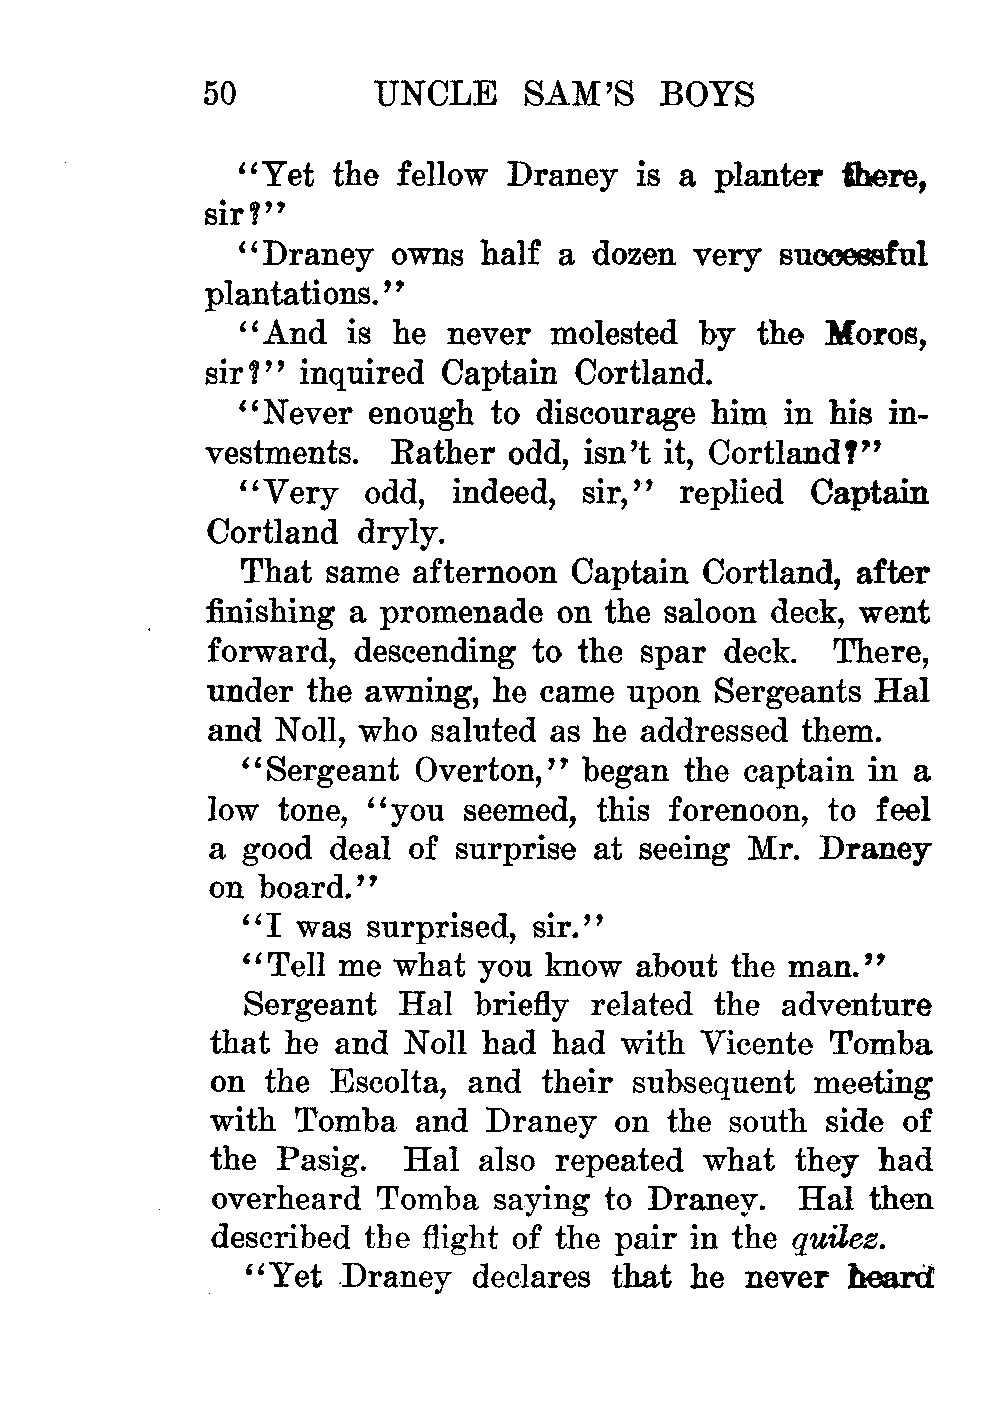 50 UNCLE SAM'S BOYS
"Yet the fellow Draney is a planter there,
sir?"
"Draney owns half a dozen very successful
plantations."
"And is he never molested by the Moros,
sir?" inquired Captain Cortland.
"Never enough to discourage him in his in-
vestments. Rather odd, isn't it, Cortland?"
"Very odd, indeed, sir," replied Captain
Cortland dryly.
That same afternoon Captain Cortland, after
finishing a promenade on the saloon deck, went
forward, descending to the spar deck. There,
under the awning, he came upon Sergeants Hal
and Noll, who saluted as he addressed them.
"Sergeant Overton," began the captain in a
low tone, "you seemed, this forenoon, to feel
a good deal of surprise at seeing Mr. Draney
on board."
"I was surprised, sir."
"Tell me what you know about the man."
Sergeant Hal briefly related the adventure
that he and Noll had had with Vicente Tomba
on the Escolta, and their subsequent meeting
with Tomba and Draney on the south side of
the Pasig. Hal also repeated what they had
overheard Tomba saying to Draney. Hal then
described the flight of the pair in the quilez.
"Yet Draney declares that he never heard